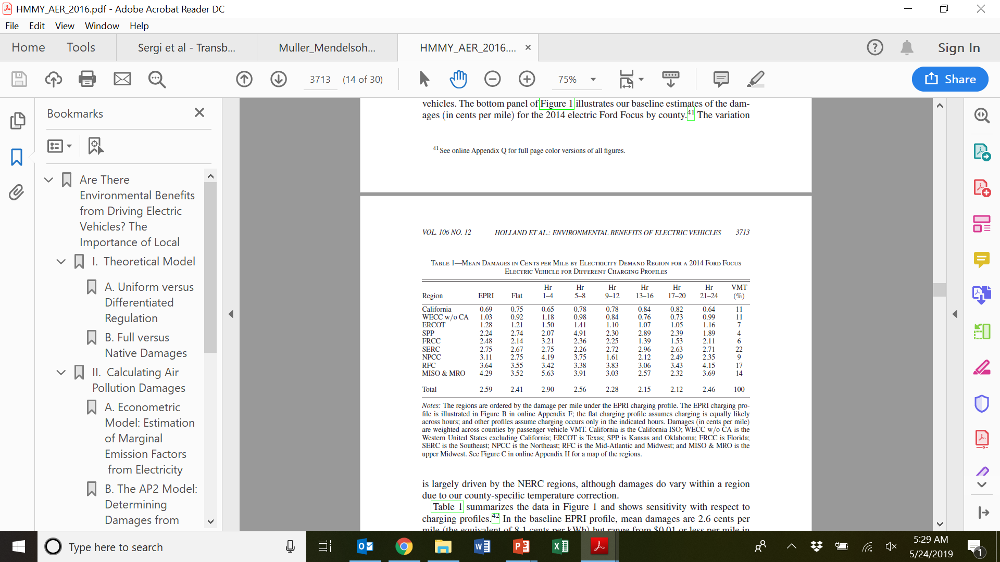 HMMY_AER_2016.pdf - Adobe Acrobat Reader DC
File Edit View Window Help
Home Tools Sergi et al - Transb... Muller_Mendelsoh... HMMY_AER_2016.... × ? Sign In
3713 (14 of 30) 75% Share
Bookmarks
Are There
Environmental Benefits
from Driving Electric
Vehicles? The
Importance of Local
I. Theoretical Model
A. Uniform versus
Differentiated
Regulation
B. Full versus
Native Damages
II. Calculating Air
Pollution Damages
A. Econometric
Model: Estimation
of Marginal
Emission Factors
from Electricity
B. The AP2 Model:
Determining
Damages from
vehicles. The bottom panel of Figure 1 illustrates our baseline estimates of the dam-
ages (in cents per mile) for the 2014 electric Ford Focus by county.41 The variation
41 See online Appendix Q for full page color versions of all figures.
VOL. 106 NO. 12 HOLLAND ET AL.: ENVIRONMENTAL BENEFITS OF ELECTRIC VEHICLES 3713
Table 1—Mean Damages in Cents per Mile by Electricity Demand Region for a 2014 Ford Focus
Electric Vehicle for Different Charging Profiles
Hr Hr Hr Hr Hr Hr VMT
Region EPRI Flat 1–4 5–8 9–12 13–16 17–20 21–24 (%)
California 0.69 0.75 0.65 0.78 0.78 0.84 0.82 0.64 11
WECC w/o CA 1.03 0.92 1.18 0.98 0.84 0.76 0.73 0.99 11
ERCOT 1.28 1.21 1.50 1.41 1.10 1.07 1.05 1.16 7
SPP 2.24 2.74 2.07 4.91 2.30 2.89 2.39 1.89 4
FRCC 2.48 2.14 3.21 2.36 2.25 1.39 1.53 2.11 6
SERC 2.75 2.67 2.75 2.26 2.72 2.96 2.63 2.71 22
NPCC 3.11 2.75 4.19 3.75 1.61 2.12 2.49 2.35 9
RFC 3.64 3.55 3.42 3.38 3.83 3.06 3.43 4.15 17
MISO & MRO 4.29 3.52 5.63 3.91 3.03 2.57 2.32 3.69 14
Total 2.59 2.41 2.90 2.56 2.28 2.15 2.12 2.46 100
Notes: The regions are ordered by the damage per mile under the EPRI charging profile. The EPRI charging pro-
file is illustrated in Figure B in online Appendix F; the flat charging profile assumes charging is equally likely
across hours; and other profiles assume charging occurs only in the indicated hours. Damages (in cents per mile)
are weighted across counties by passenger vehicle VMT. California is the California ISO; WECC w/o CA is the
Western United States excluding California; ERCOT is Texas; SPP is Kansas and Oklahoma; FRCC is Florida;
SERC is the Southeast; NPCC is the Northeast; RFC is the Mid-Atlantic and Midwest; and MISO & MRO is the
upper Midwest. See Figure C in online Appendix H for a map of the regions.
is largely driven by the NERC regions, although damages do vary within a region
due to our county-specific temperature correction.
Table 1 summarizes the data in Figure 1 and shows sensitivity with respect to
charging profiles.42 In the baseline EPRI profile, mean damages are 2.6 cents per
mile (the equivalent of 8.1 cents per kWh) but range from $0.01 or less per mile in
Type here to search
5:29 AM
5/24/2019
1